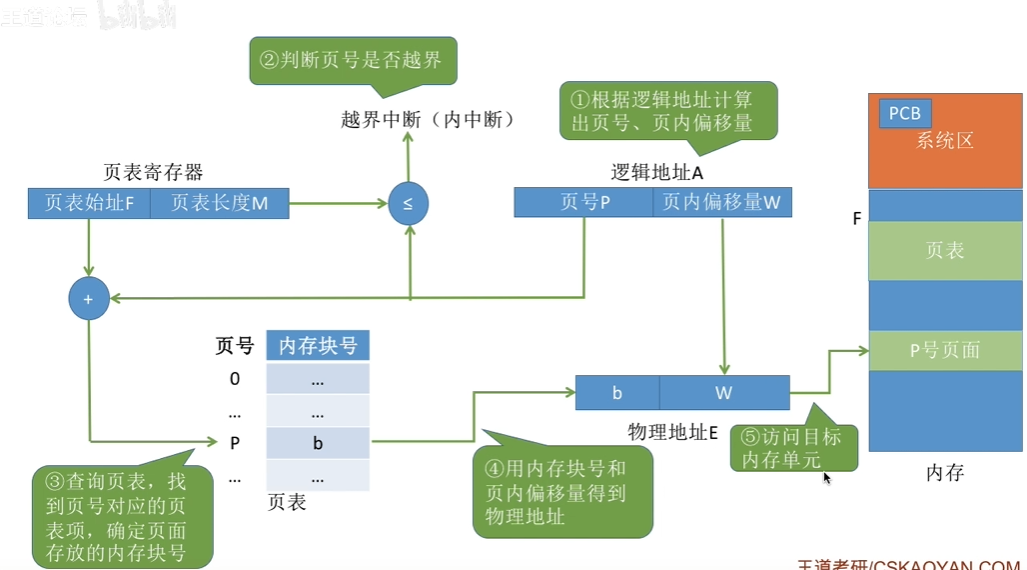 王道论坛 bilibili
②判断页号是否越界
越界中断（内中断）
①根据逻辑地址计算
出页号、页内偏移量
PCB
系统区
页表寄存器
逻辑地址A
页表始址F 页表长度M
≤
页号P 页内偏移量W
F
页表
+
页号 内存块号
0 …
… …
P b
… …
页表
P号页面
b W
物理地址E
⑤访问目标
内存单元
内存
③查询页表，找
到页号对应的页
表项，确定页面
存放的内存块号
④用内存块号和
页内偏移量得到
物理地址
王道考研/CSKAOYAN.COM